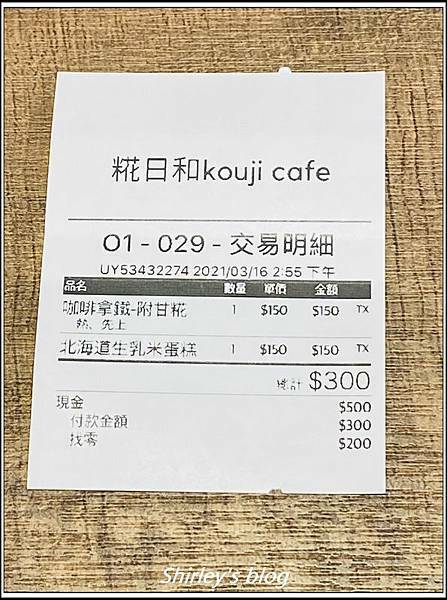 糀日和kouji cafe
O1 - 029 - 交易明細
UY53432274 2021/03/16 2:55 下午
品名 數量 單價 金額
咖啡拿鐵-附甘糀 1 $150 $150 TX
熱、先上
北海道生乳米蛋糕 1 $150 $150 TX
總計 $300
現金 $500
付款金額 $300
找零 $200
Shirley's blog